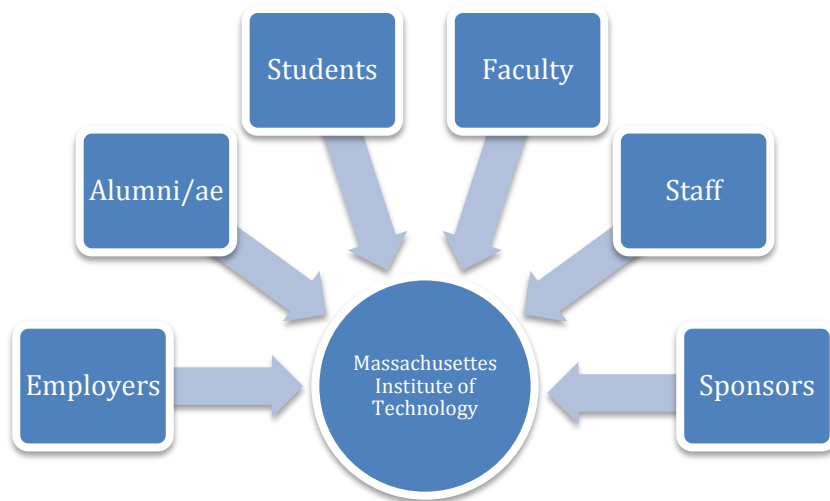 Students
Faculty
Alumni/ae
Staff
Employers
Massachusettes
Institute of
Technology
Sponsors